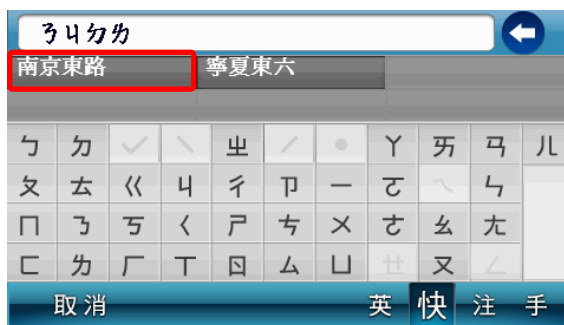 ㄋㄐㄉㄌ
南京東路 寧夏東六
ㄅ ㄉ ˇ ˋ ㄓ ˊ ˙ ㄚ ㄞ ㄢ ㄦ
ㄆ ㄊ ㄍ ㄐ ㄔ ㄗ ㄧ ㄛ ㄟ ㄣ
ㄇ ㄋ ㄎ ㄑ ㄕ ㄘ ㄨ ㄜ ㄠ ㄤ
ㄈ ㄌ ㄏ ㄒ ㄖ ㄙ ㄩ ㄝ ㄡ ㄥ
取消 英 快 注 手